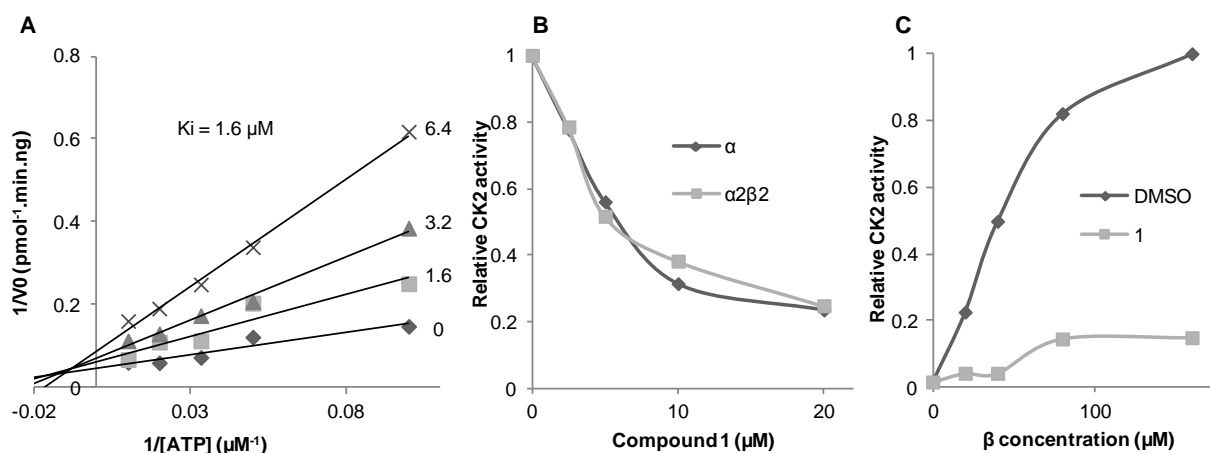 A
1/V0 (pmol⁻¹.min.ng)
0.8
0.6
0.4
0.2
0
Ki = 1.6 µM
6.4
3.2
1.6
0
-0.02
0.03
0.08
1/[ATP] (µM⁻¹)
B
Relative CK2 activity
1
0.8
0.6
0.4
0.2
0
α
α2β2
0
10
20
Compound 1 (µM)
C
Relative CK2 activity
1
0.8
0.6
0.4
0.2
0
DMSO
1
0
100
β concentration (µM)